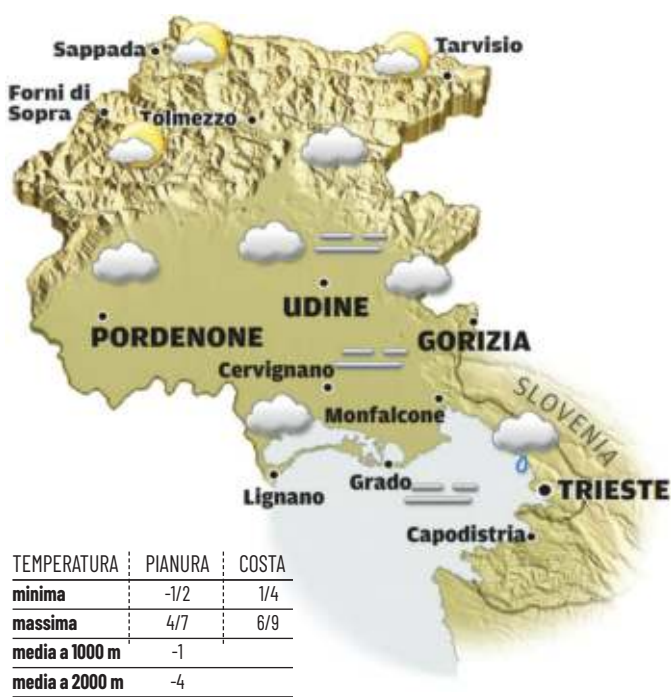 Sappada
Tarvisio
Forni di
Sopra
Tolmezzo
UDINE
PORDENONE
GORIZIA
Cervignano
Monfalcone
SLOVENIA
Grado
Lignano
TRIESTE
Capodistria
TEMPERATURA PIANURA COSTA
minima -1/2 1/4
massima 4/7 6/9
media a 1000 m -1
media a 2000 m -4